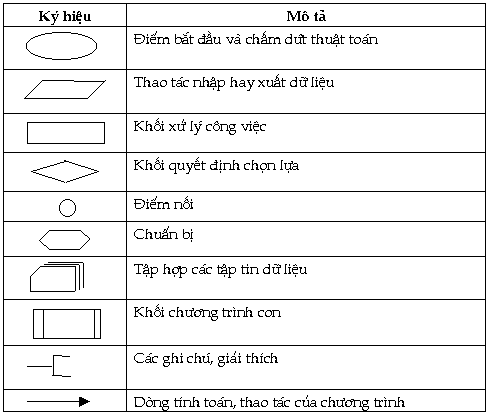 Ký hiệu Mô tả
Điểm bắt đầu và chấm dứt thuật toán
Thao tác nhập hay xuất dữ liệu
Khối xử lý công việc
Khối quyết định chọn lựa
Điểm nối
Chuẩn bị
Tập hợp các tập tin dữ liệu
Khối chương trình con
Các ghi chú, giải thích
Dòng tính toán, thao tác của chương trình